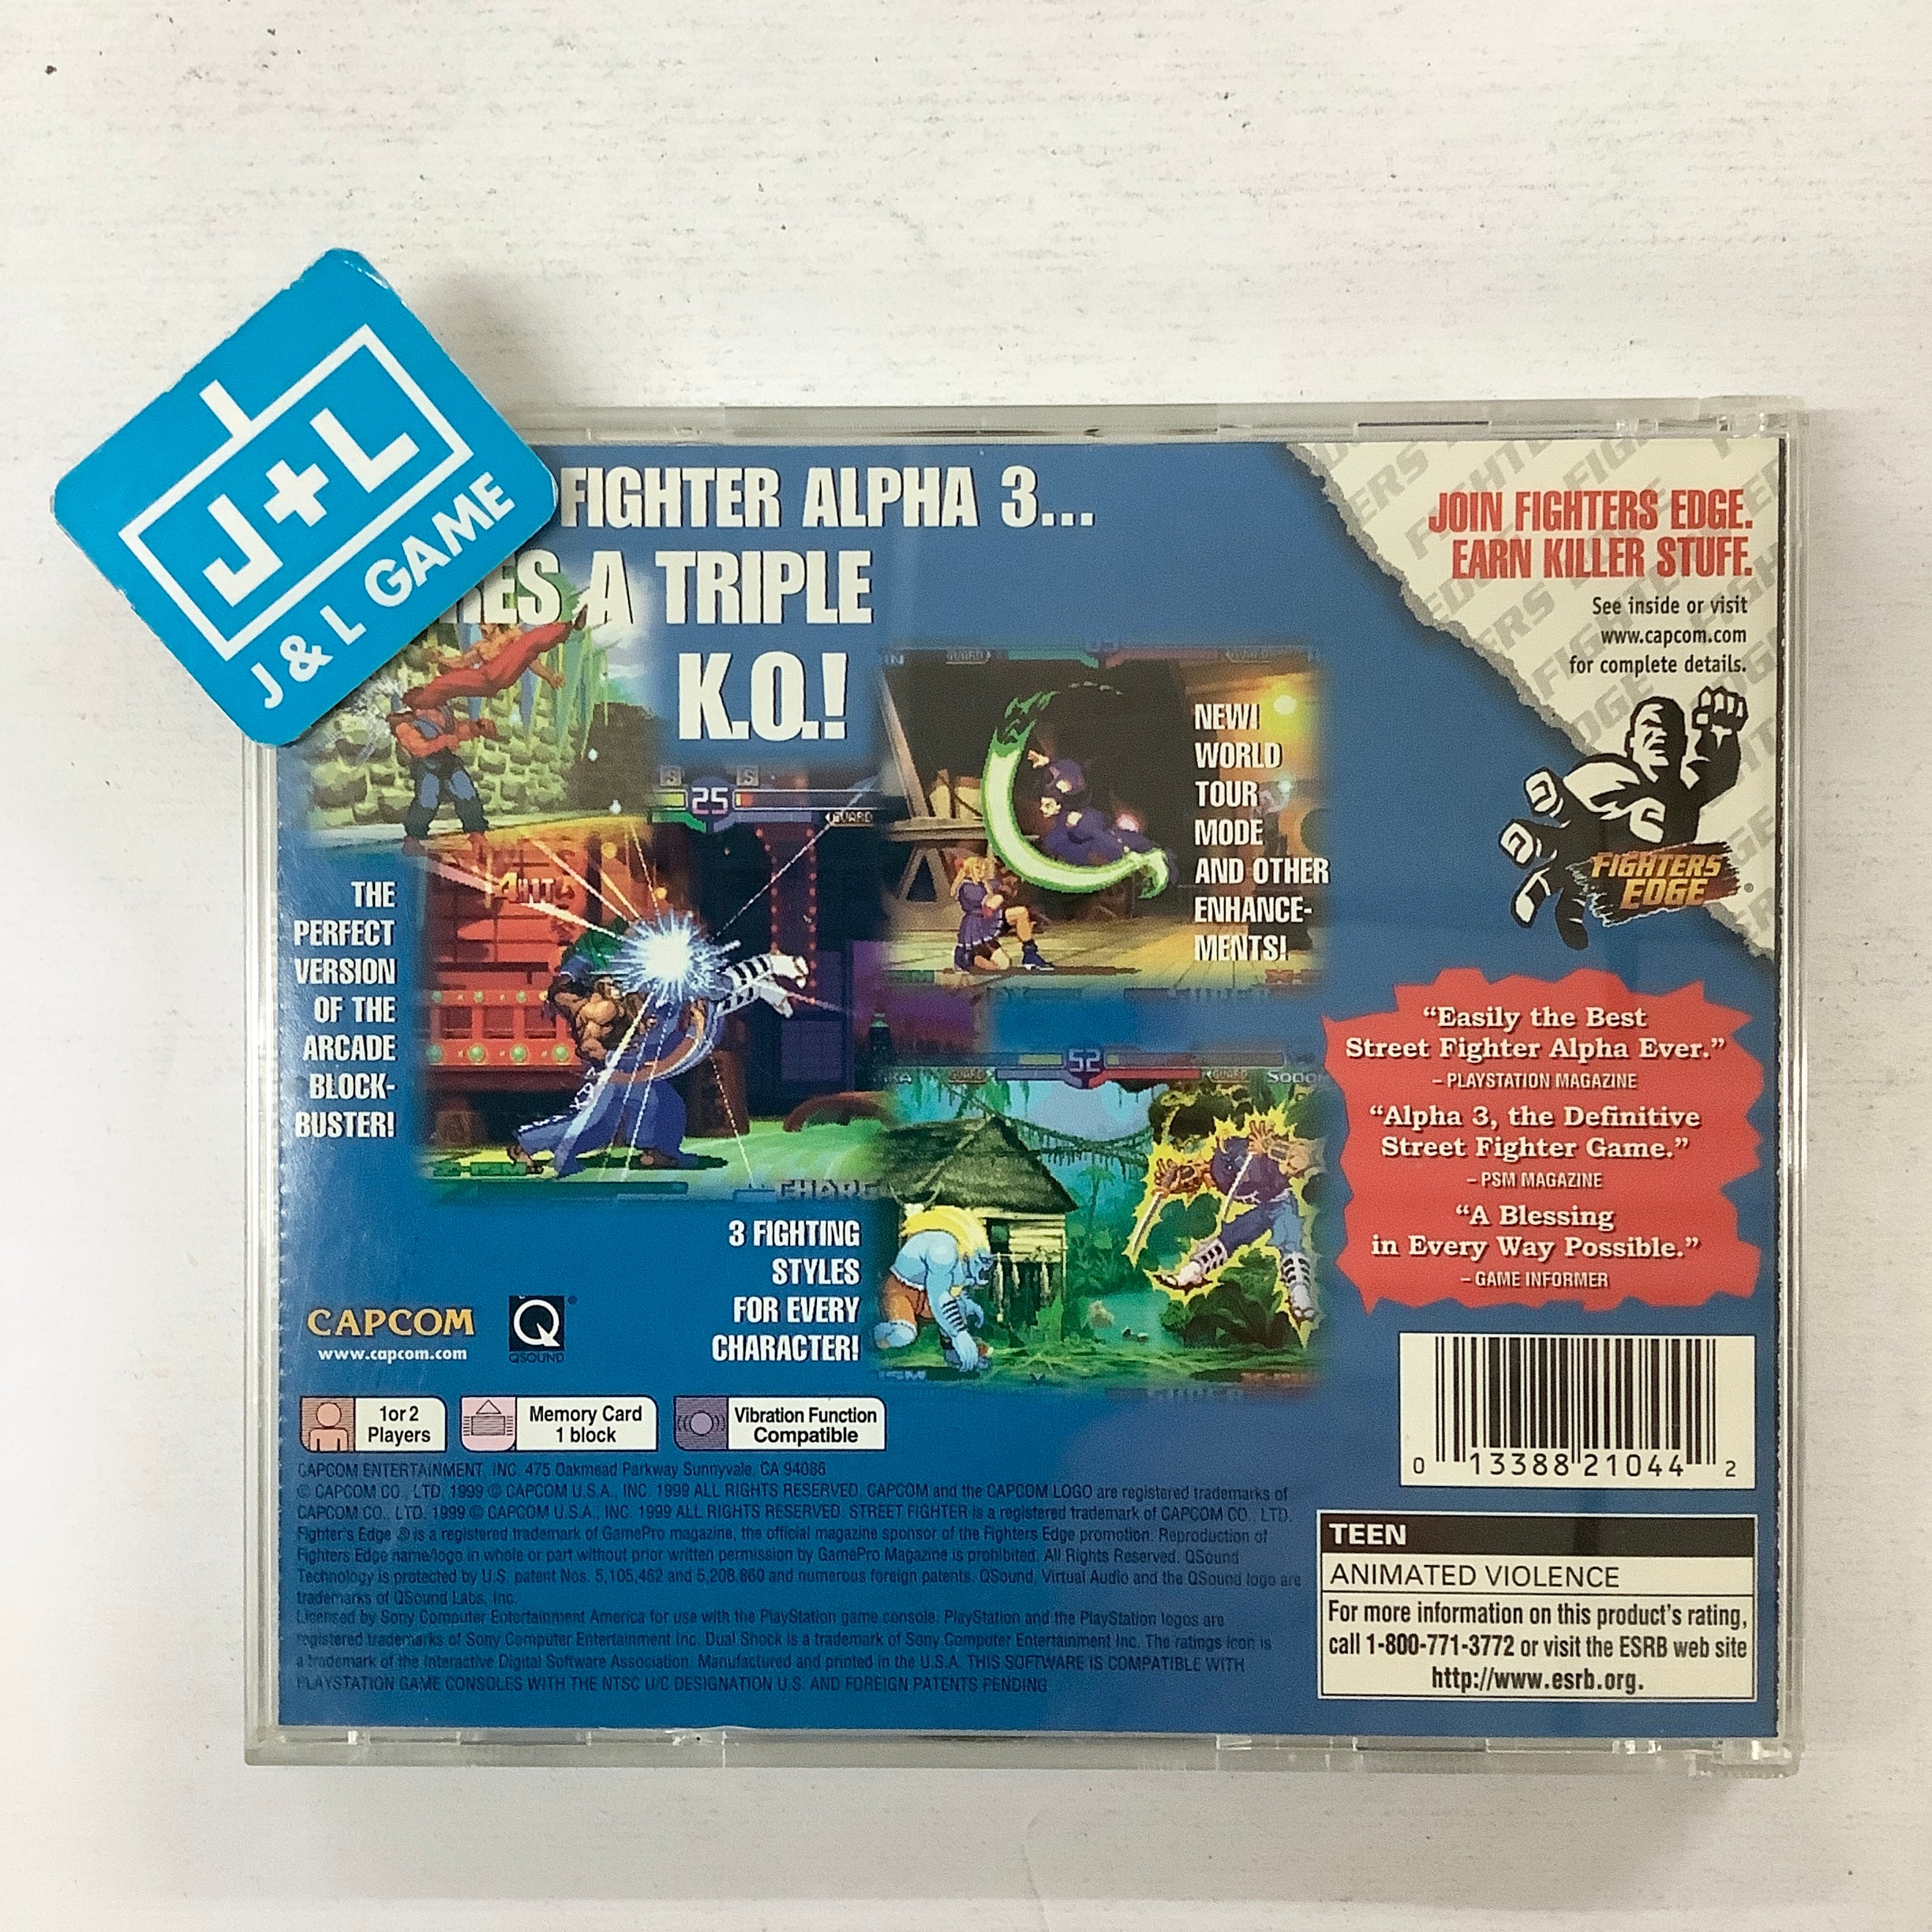 J+L
J & L GAME
FIGHTER ALPHA 3...
A TRIPLE
K.O.!
JOIN FIGHTERS EDGE.
EARN KILLER STUFF.
See inside or visit
www.capcom.com
for complete details.
FIGHTERS
EDGE
NEW!
WORLD
TOUR
MODE
AND OTHER
ENHANCE-
MENTS!
25
GUARD
4 HITS
THE
PERFECT
VERSION
OF THE
ARCADE
BLOCK-
BUSTER!
52
GUARD
GUARD
3 FIGHTING
STYLES
FOR EVERY
CHARACTER!
"Easily the Best
Street Fighter Alpha Ever."
– PLAYSTATION MAGAZINE
"Alpha 3, the Definitive
Street Fighter Game."
– PSM MAGAZINE
"A Blessing
in Every Way Possible."
– GAME INFORMER
CAPCOM
www.capcom.com
Q
QSOUND
1 or 2
Players
Memory Card
1 block
Vibration Function
Compatible
CAPCOM ENTERTAINMENT, INC. 475 Oakmead Parkway Sunnyvale, CA 94086
© CAPCOM CO., LTD. 1999 © CAPCOM U.S.A., INC. 1999 ALL RIGHTS RESERVED. CAPCOM and the CAPCOM LOGO are registered trademarks of
CAPCOM CO., LTD. 1999 © CAPCOM U.S.A., INC. 1999 ALL RIGHTS RESERVED. STREET FIGHTER is a registered trademark of CAPCOM CO., LTD.
Fighter's Edge ® is a registered trademark of GamePro magazine, the official magazine sponsor of the Fighters Edge promotion. Reproduction of
Fighters Edge name/logo in whole or part without prior written permission by GamePro Magazine is prohibited. All Rights Reserved. QSound
Technology is protected by U.S. patent Nos. 5,105,462 and 5,208,860 and numerous foreign patents. QSound, Virtual Audio and the QSound logo are
trademarks of QSound Labs, Inc.
Licensed by Sony Computer Entertainment America for use with the PlayStation game console. PlayStation and the PlayStation logos are
registered trademarks of Sony Computer Entertainment Inc. Dual Shock is a trademark of Sony Computer Entertainment Inc. The ratings icon is
a trademark of the Interactive Digital Software Association. Manufactured and printed in the U.S.A. THIS SOFTWARE IS COMPATIBLE WITH
PLAYSTATION GAME CONSOLES WITH THE NTSC U/C DESIGNATION U.S. AND FOREIGN PATENTS PENDING
0 13388 21044 2
TEEN
ANIMATED VIOLENCE
For more information on this product's rating,
call 1-800-771-3772 or visit the ESRB web site
http://www.esrb.org.